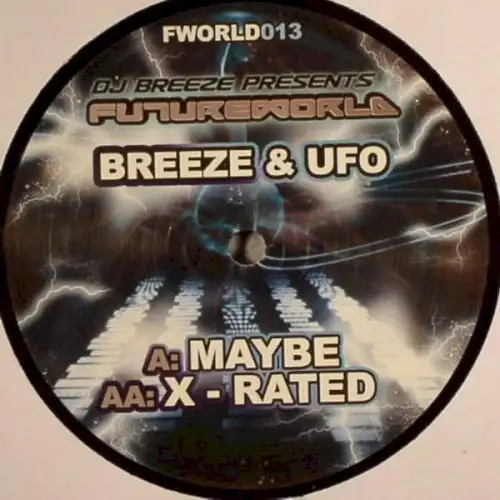 FWORLD013
DJ BREEZE PRESENTS
FUTUREWORLD
BREEZE & UFO
A: MAYBE
AA: X - RATED